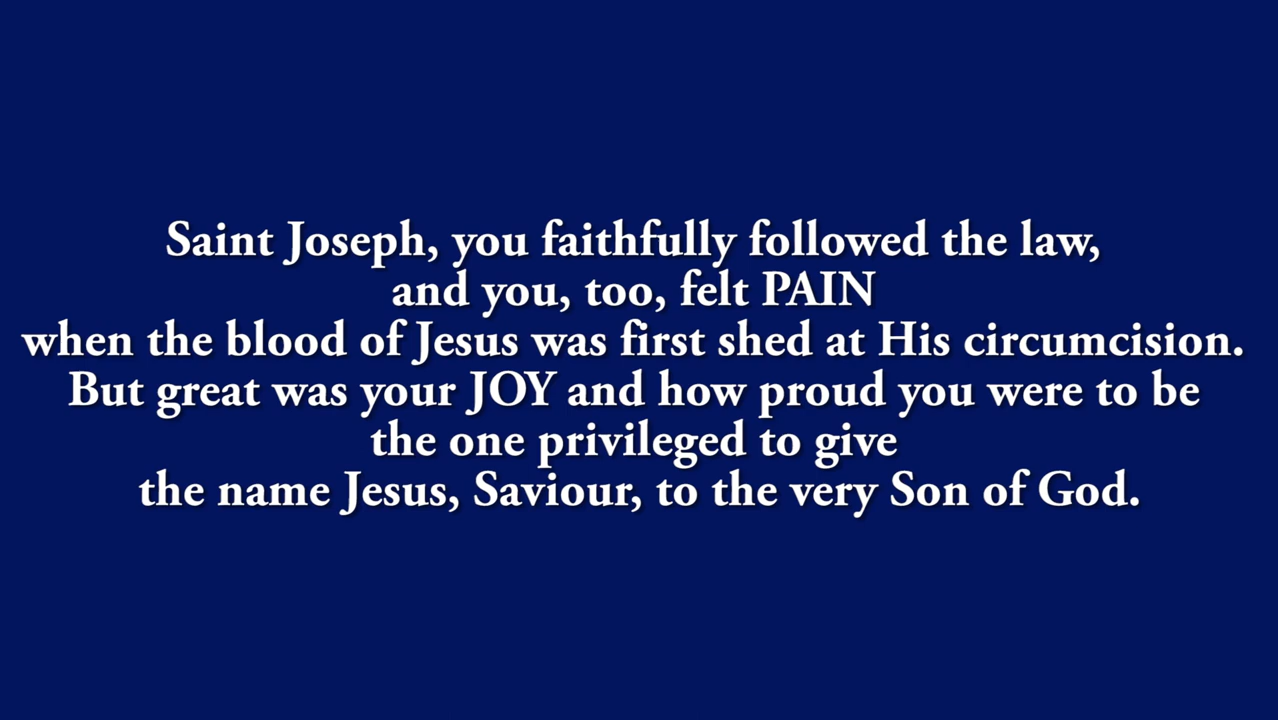 Saint Joseph, you faithfully followed the law,
and you, too, felt PAIN
when the blood of Jesus was first shed at His circumcision.
But great was your JOY and how proud you were to be
the one privileged to give
the name Jesus, Saviour, to the very Son of God.